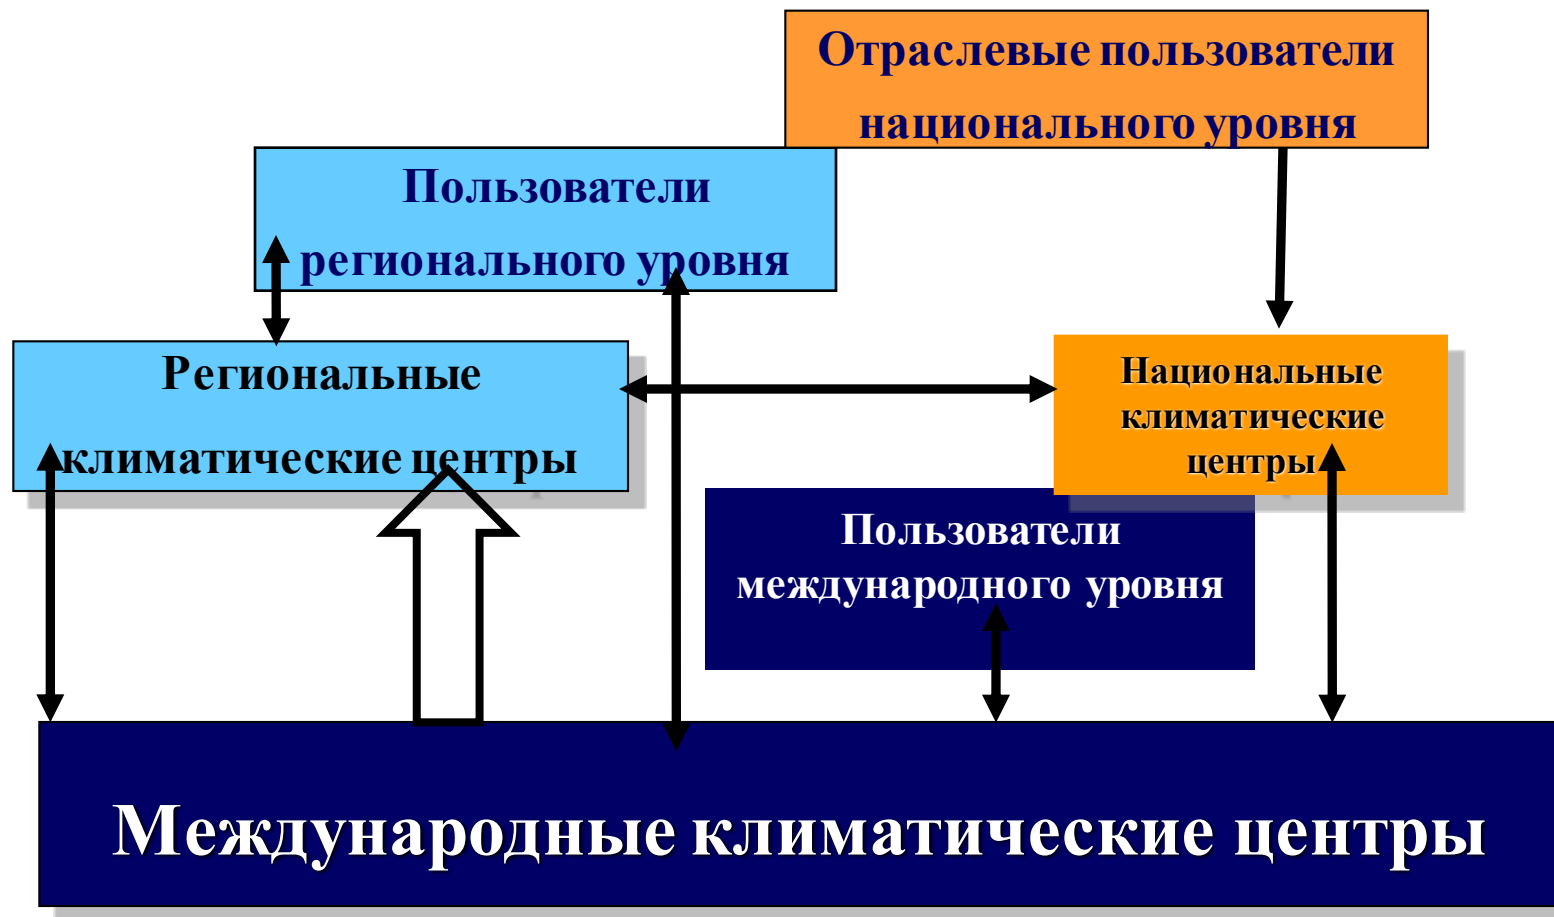 Отраслевые пользователи
национального уровня
Пользователи
регионального уровня
Региональные
климатические центры
Национальные
климатические
центры
Пользователи
международного уровня
Международные климатические центры